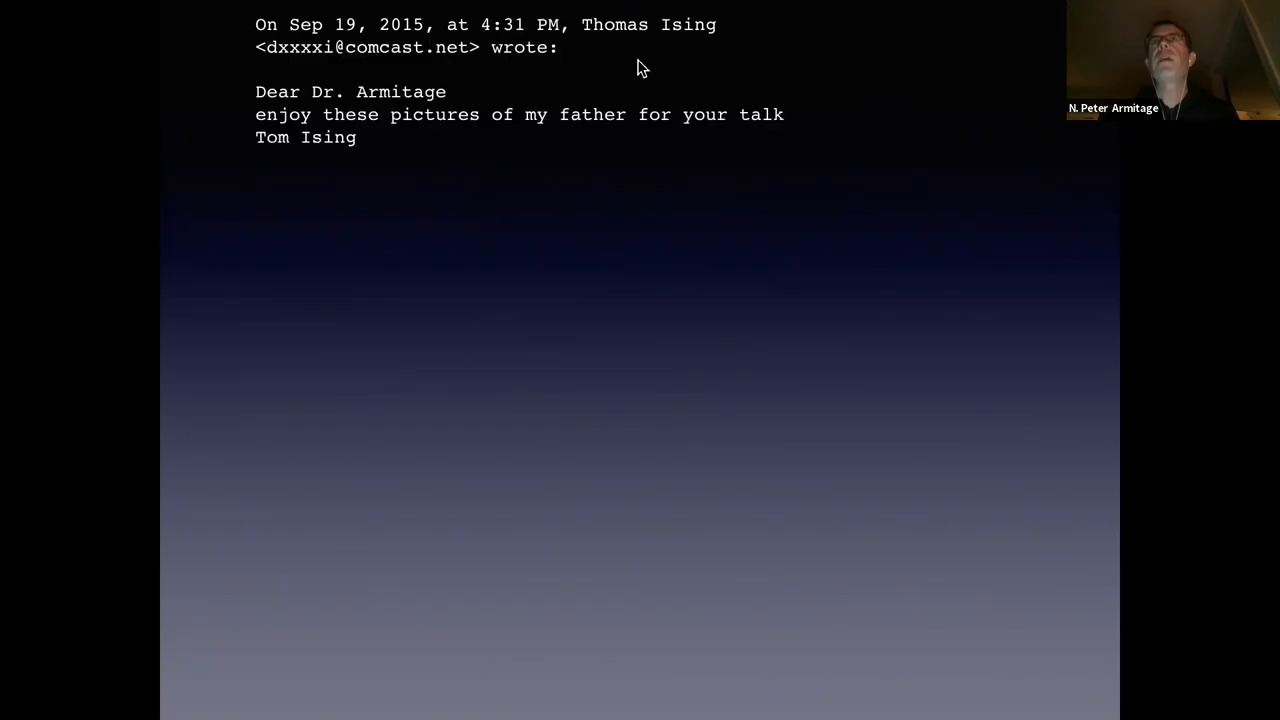 On Sep 19, 2015, at 4:31 PM, Thomas Ising
<dxxxxi@comcast.net> wrote:
Dear Dr. Armitage
enjoy these pictures of my father for your talk
Tom Ising
N. Peter Armitage